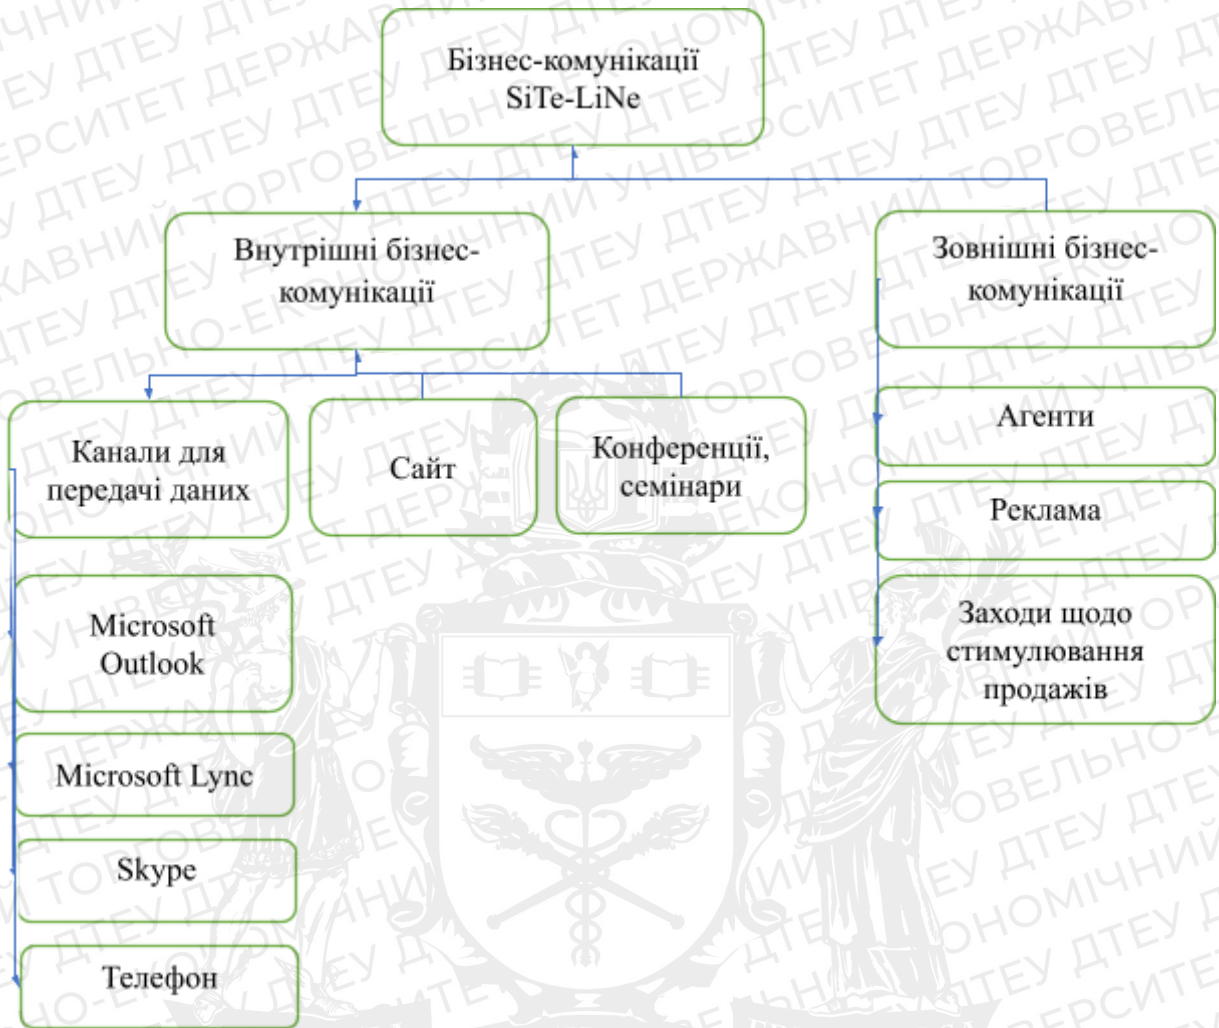 Бізнес-комунікації
SiTe-LiNe
Внутрішні бізнес-
комунікації
Зовнішні бізнес-
комунікації
Канали для
передачі даних
Сайт
Конференції,
семінари
Агенти
Реклама
Заходи щодо
стимулювання
продажів
Microsoft
Outlook
Microsoft Lync
Skype
Телефон